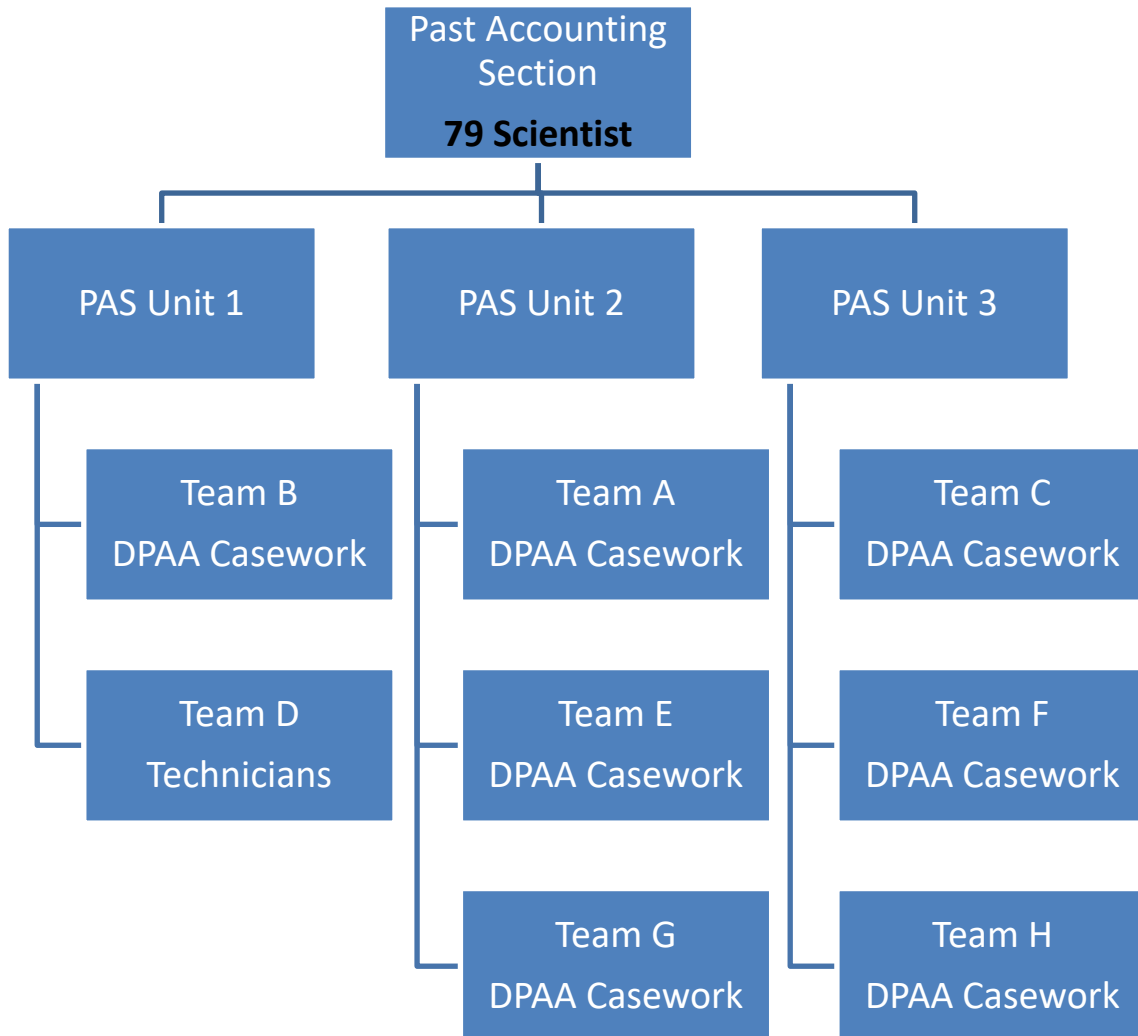 Past Accounting
Section
79 Scientist
PAS Unit 1
PAS Unit 2
PAS Unit 3
Team B
DPAA Casework
Team D
Technicians
Team A
DPAA Casework
Team E
DPAA Casework
Team G
DPAA Casework
Team C
DPAA Casework
Team F
DPAA Casework
Team H
DPAA Casework